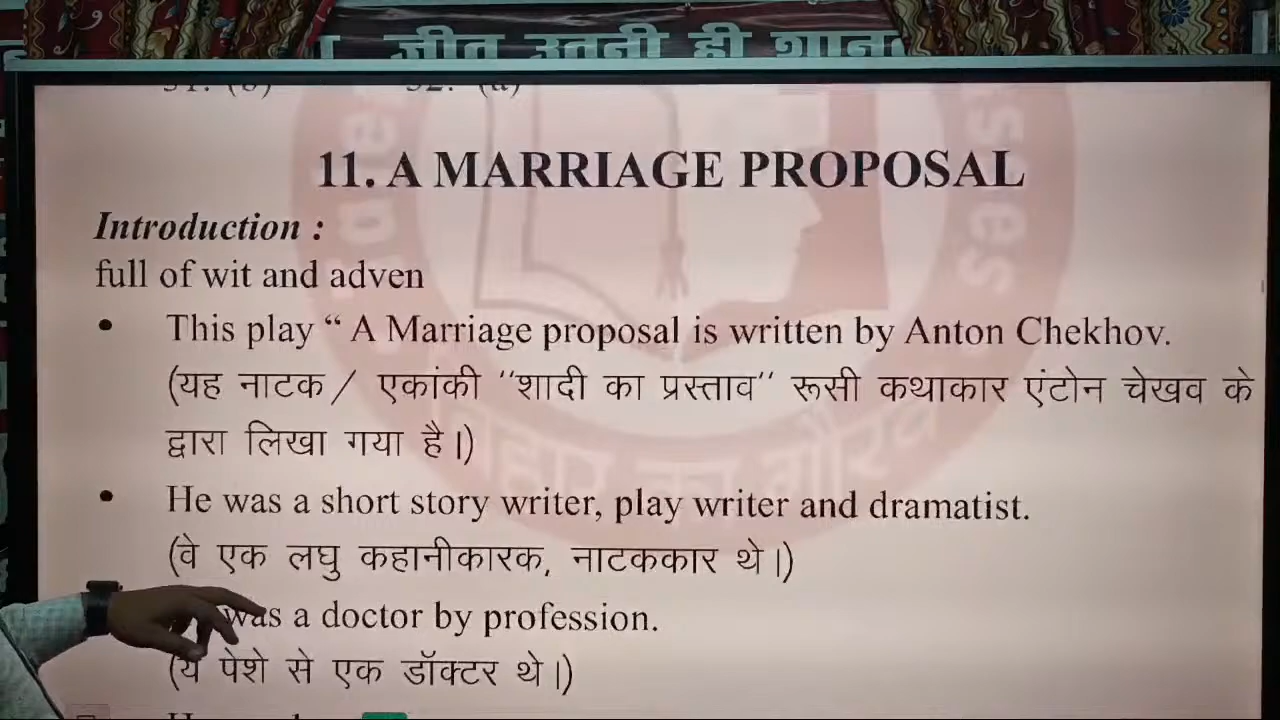 जीत उतनी ही शान
11. A MARRIAGE PROPOSAL
Introduction :
full of wit and adven
• This play “ A Marriage proposal is written by Anton Chekhov.
(यह नाटक/ एकांकी ‘‘शादी का प्रस्ताव’’ रूसी कथाकार एंटोन चेखव के
द्वारा लिखा गया है।)
• He was a short story writer, play writer and dramatist.
(वे एक लघु कहानीकारक, नाटककार थे।)
was a doctor by profession.
(ये पेशे से एक डॉक्टर थे।)
का गौरव